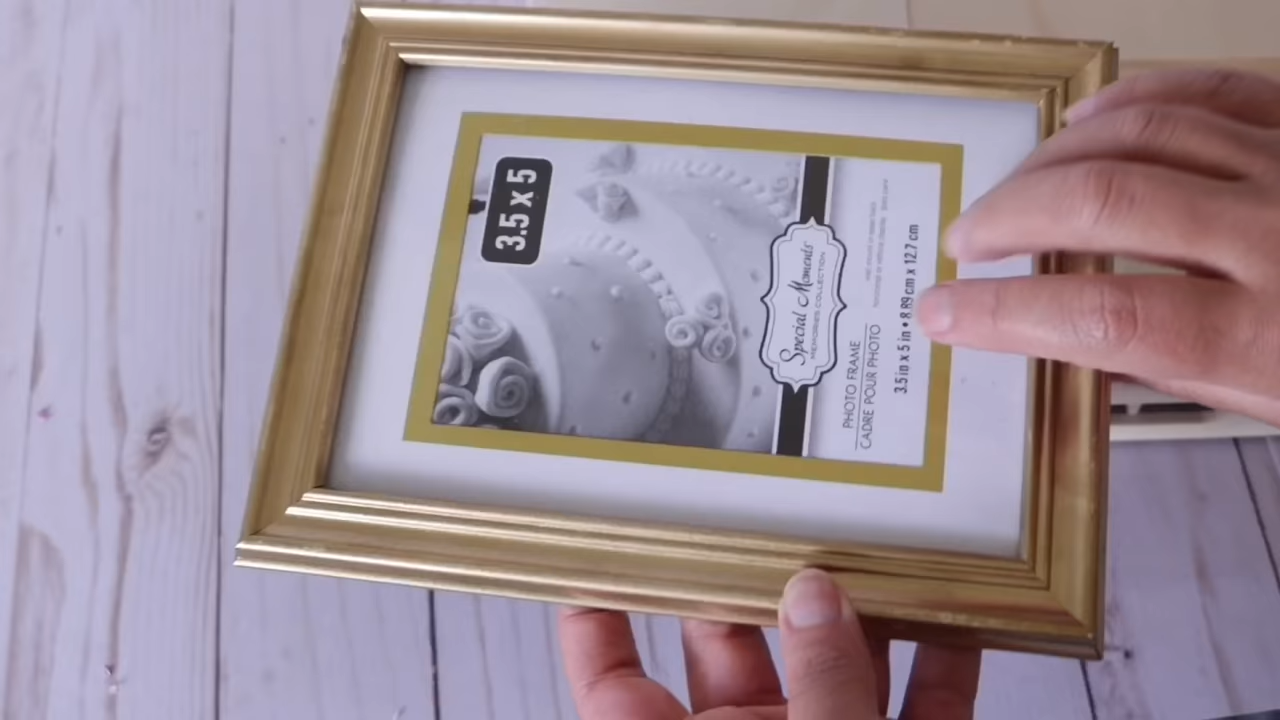 3.5 x 5
Special Moments
MEMORIES COLLECTION
PHOTO FRAME
CADRE POUR PHOTO
3.5 in x 5 in • 8.89 cm x 12.7 cm